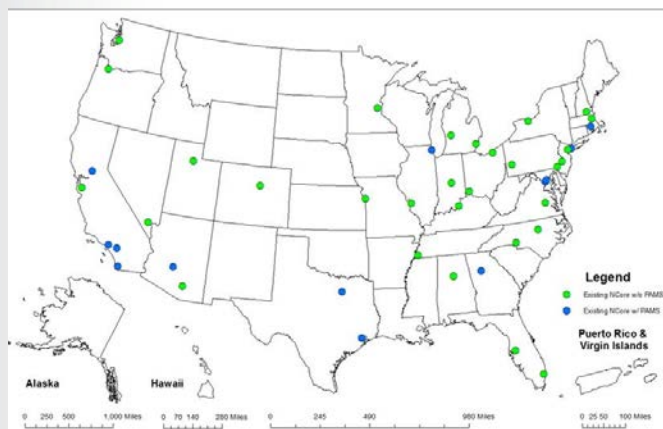 Legend
Existing NCore w/o PAMS
Existing NCore w/ PAMS
Puerto Rico &
Virgin Islands
Alaska
Hawaii
0 250 500 1,000 Miles
0 70 140 280 Miles
0 245 490 980 Miles
0 25 50 100 Miles